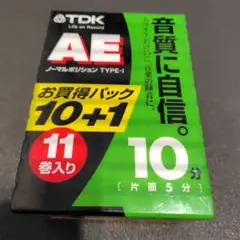 TDK
Life on Record
AE
ノーマルポジション TYPE-I
お買得パック
10+1
11
巻入り
音質に自信。
10分
[片面5分]